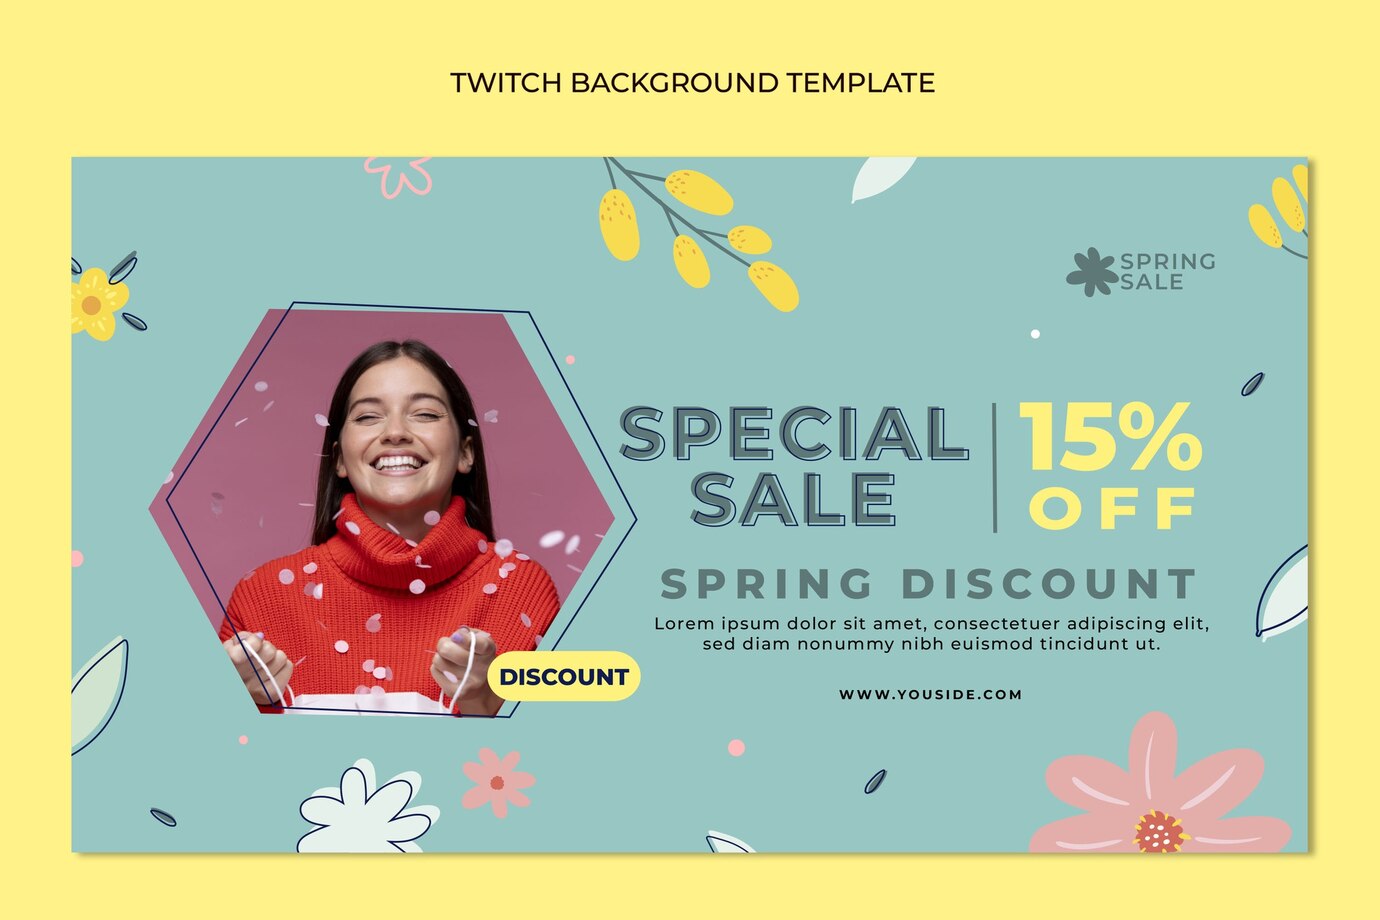 TWITCH BACKGROUND TEMPLATE
SPRING
SALE
SPECIAL
SALE
15%
OFF
SPRING DISCOUNT
Lorem ipsum dolor sit amet, consectetuer adipiscing elit,
sed diam nonummy nibh euismod tincidunt ut.
DISCOUNT
WWW.YOUSIDE.COM